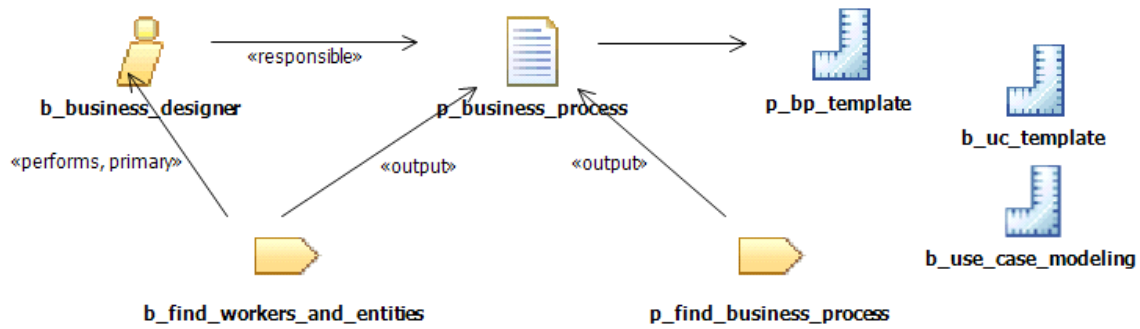 «responsible»
b_business_designer
p_business_process
p_bp_template
b_uc_template
«performs, primary»
«output»
«output»
b_use_case_modeling
b_find_workers_and_entities
p_find_business_process